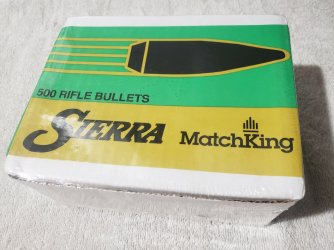 500 RIFLE BULLETS
SIERRA
MatchKing